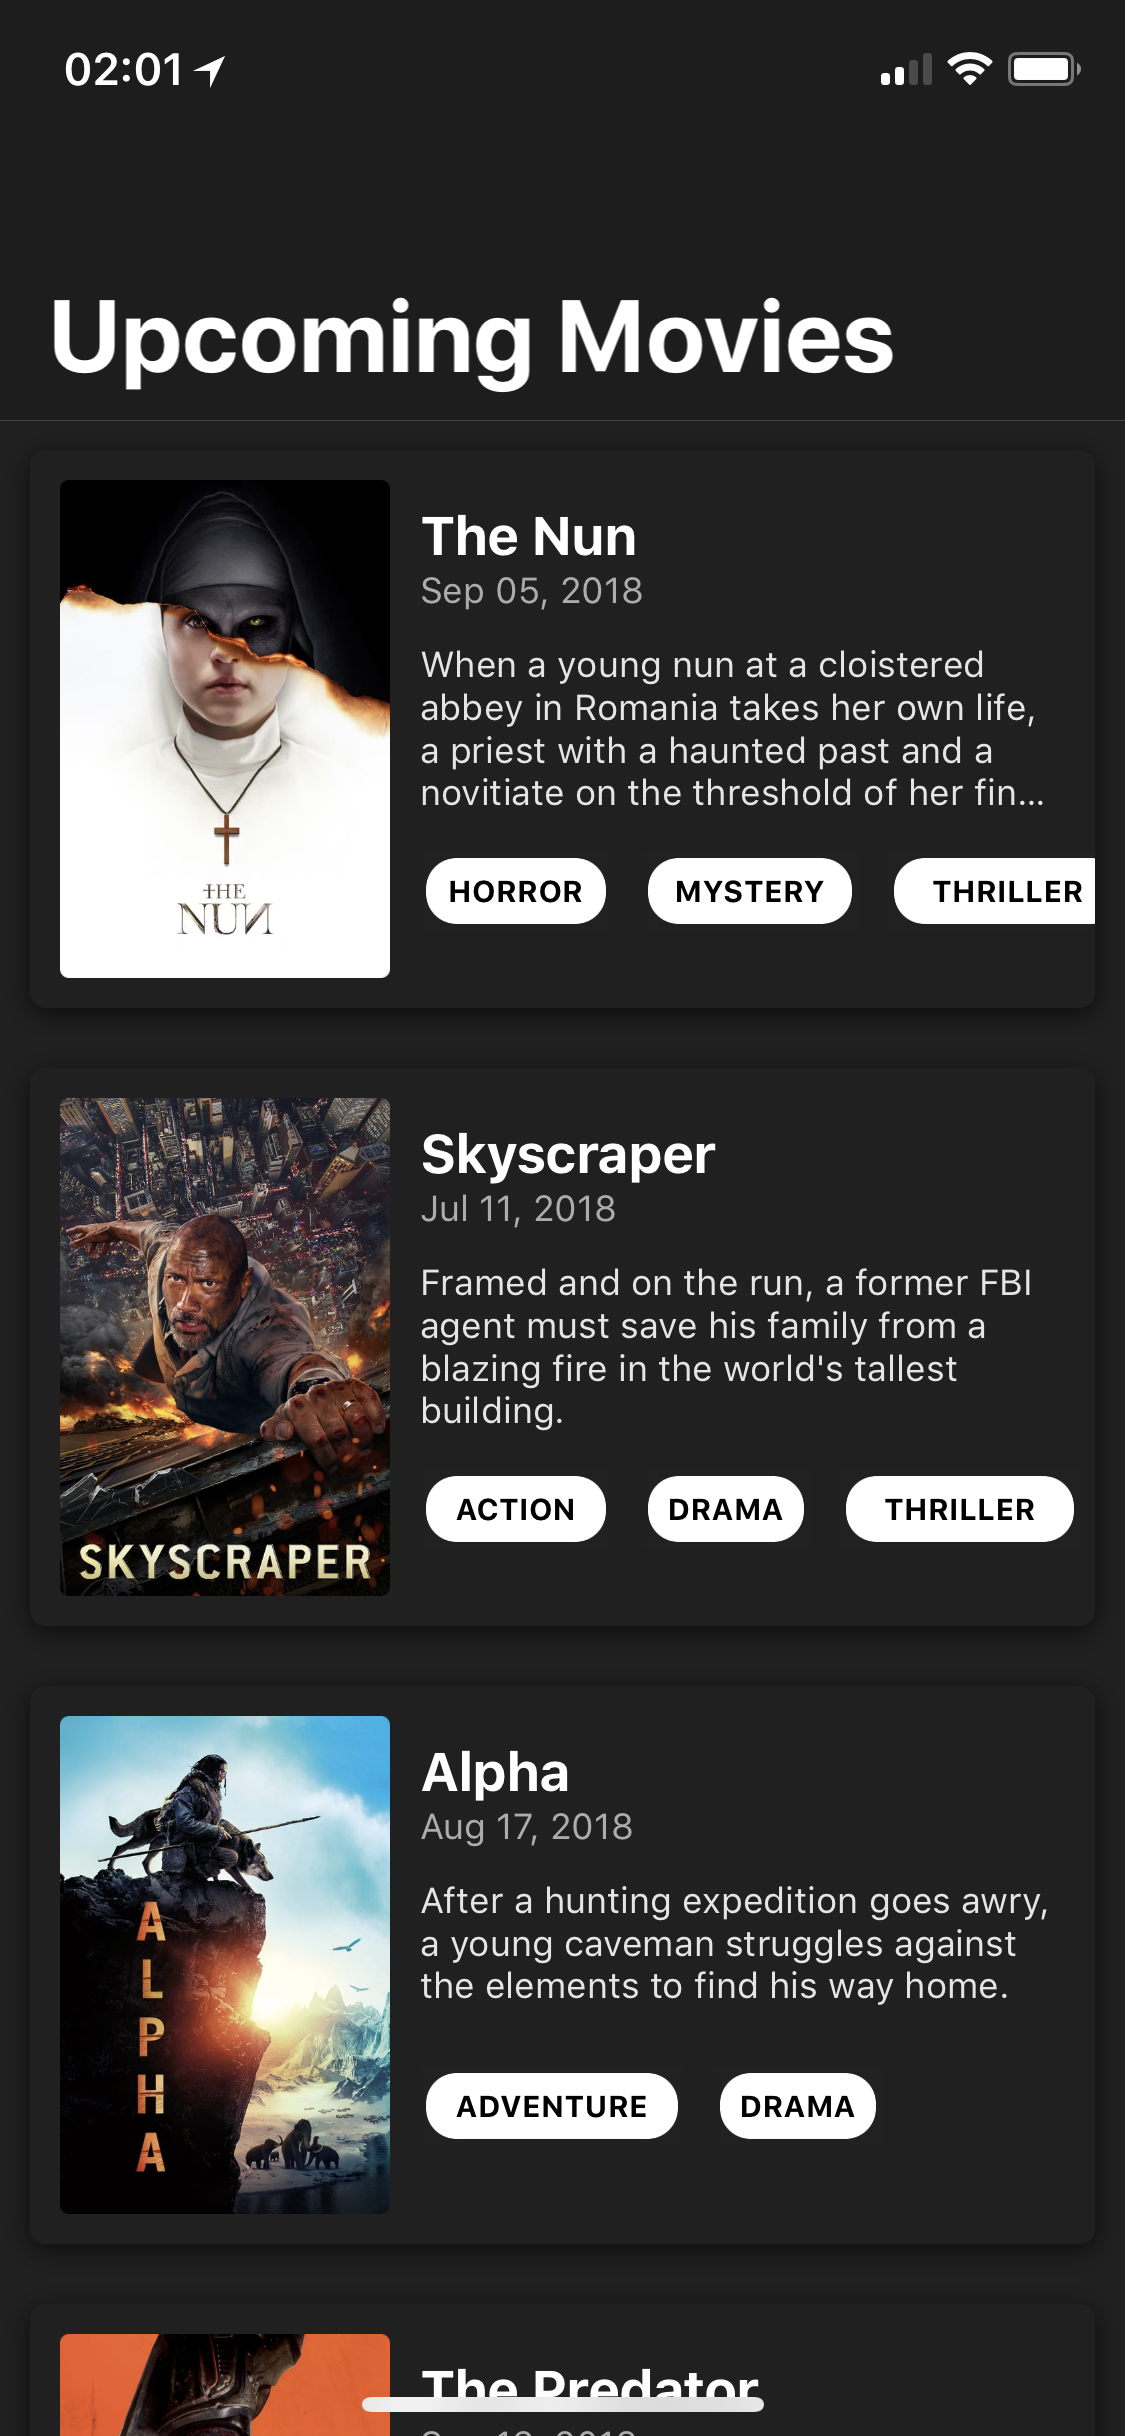 02:01
Upcoming Movies
THE
NUN
The Nun
Sep 05, 2018
When a young nun at a cloistered
abbey in Romania takes her own life,
a priest with a haunted past and a
novitiate on the threshold of her fin...
HORROR MYSTERY THRILLER
SKYSCRAPER
Skyscraper
Jul 11, 2018
Framed and on the run, a former FBI
agent must save his family from a
blazing fire in the world's tallest
building.
ACTION DRAMA THRILLER
ALPHA
Alpha
Aug 17, 2018
After a hunting expedition goes awry,
a young caveman struggles against
the elements to find his way home.
ADVENTURE DRAMA
The Predator